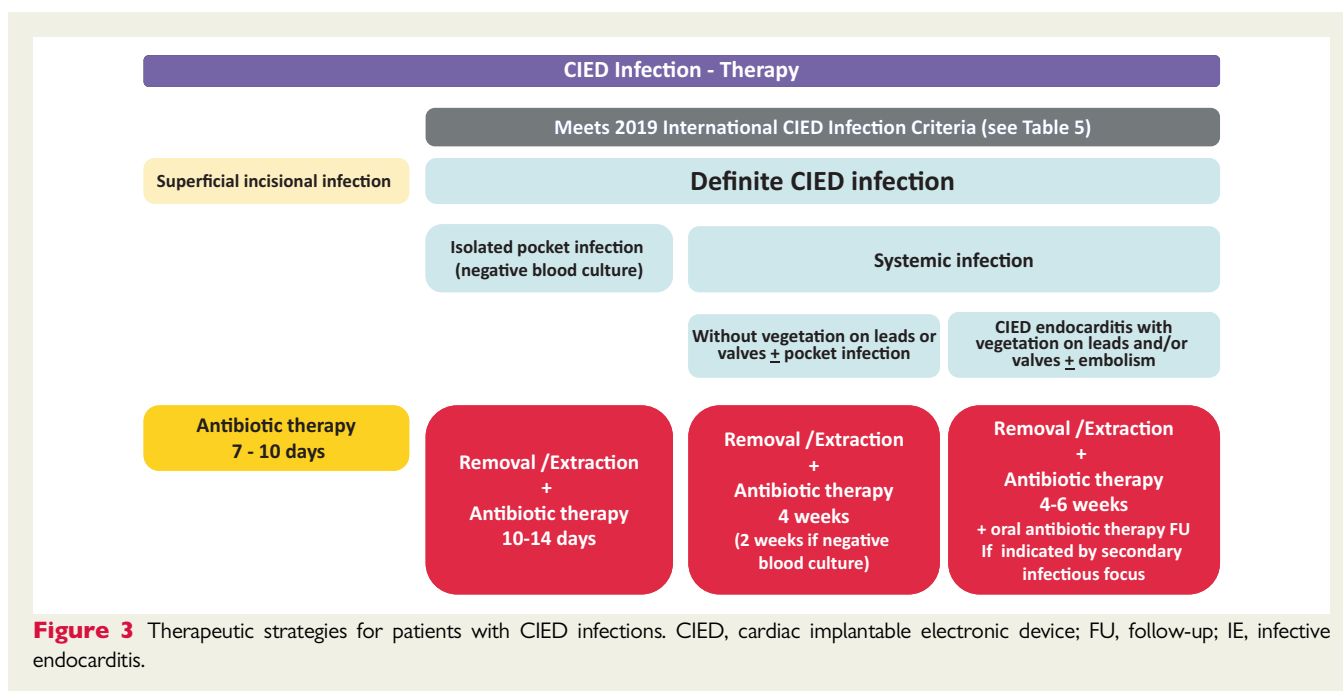 CIED Infection - Therapy
Meets 2019 International CIED Infection Criteria (see Table 5)
Superficial incisional infection
Definite CIED infection
Isolated pocket infection
(negative blood culture)
Systemic infection
Without vegetation on leads or
valves ± pocket infection
CIED endocarditis with
vegetation on leads and/or
valves ± embolism
Antibiotic therapy
7 - 10 days
Removal /Extraction
+
Antibiotic therapy
10-14 days
Removal /Extraction
+
Antibiotic therapy
4 weeks
(2 weeks if negative
blood culture)
Removal /Extraction
+
Antibiotic therapy
4-6 weeks
+ oral antibiotic therapy FU
If indicated by secondary
infectious focus
Figure 3 Therapeutic strategies for patients with CIED infections. CIED, cardiac implantable electronic device; FU, follow-up; IE, infective
endocarditis.